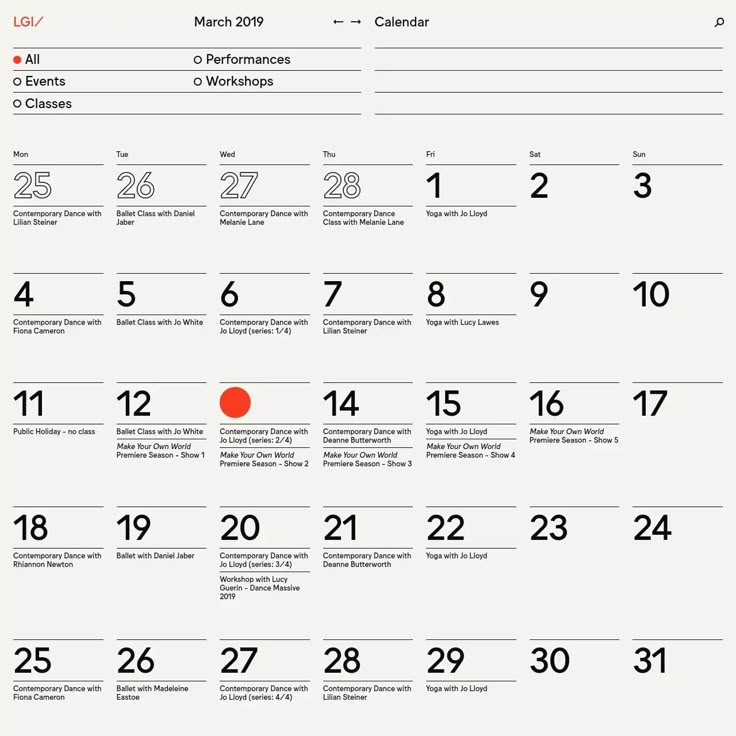 LGI/
March 2019
← →
Calendar
All
Performances
Events
Workshops
Classes
Mon
Tue
Wed
Thu
Fri
Sat
Sun
25
Contemporary Dance with
Lilian Steiner
26
Ballet Class with Daniel
Jaber
27
Contemporary Dance with
Melanie Lane
28
Contemporary Dance
Class with Melanie Lane
1
Yoga with Jo Lloyd
2
3
4
Contemporary Dance with
Fiona Cameron
5
Ballet Class with Jo White
6
Contemporary Dance with
Jo Lloyd (series: 1/4)
7
Contemporary Dance with
Lilian Steiner
8
Yoga with Lucy Lawes
9
10
11
Public Holiday - no class
12
Ballet Class with Jo White
Make Your Own World
Premiere Season - Show 1
Contemporary Dance with
Jo Lloyd (series: 2/4)
Make Your Own World
Premiere Season - Show 2
14
Contemporary Dance with
Deanne Butterworth
Make Your Own World
Premiere Season - Show 3
15
Yoga with Jo Lloyd
Make Your Own World
Premiere Season - Show 4
16
Make Your Own World
Premiere Season - Show 5
17
18
Contemporary Dance with
Rhiannon Newton
19
Ballet with Daniel Jaber
20
Contemporary Dance with
Jo Lloyd (series: 3/4)
Workshop with Lucy
Guerin - Dance Massive
2019
21
Contemporary Dance with
Deanne Butterworth
22
Yoga with Jo Lloyd
23
24
25
Contemporary Dance with
Fiona Cameron
26
Ballet with Madeleine
Eastoe
27
Contemporary Dance with
Jo Lloyd (series: 4/4)
28
Contemporary Dance with
Lilian Steiner
29
Yoga with Jo Lloyd
30
31